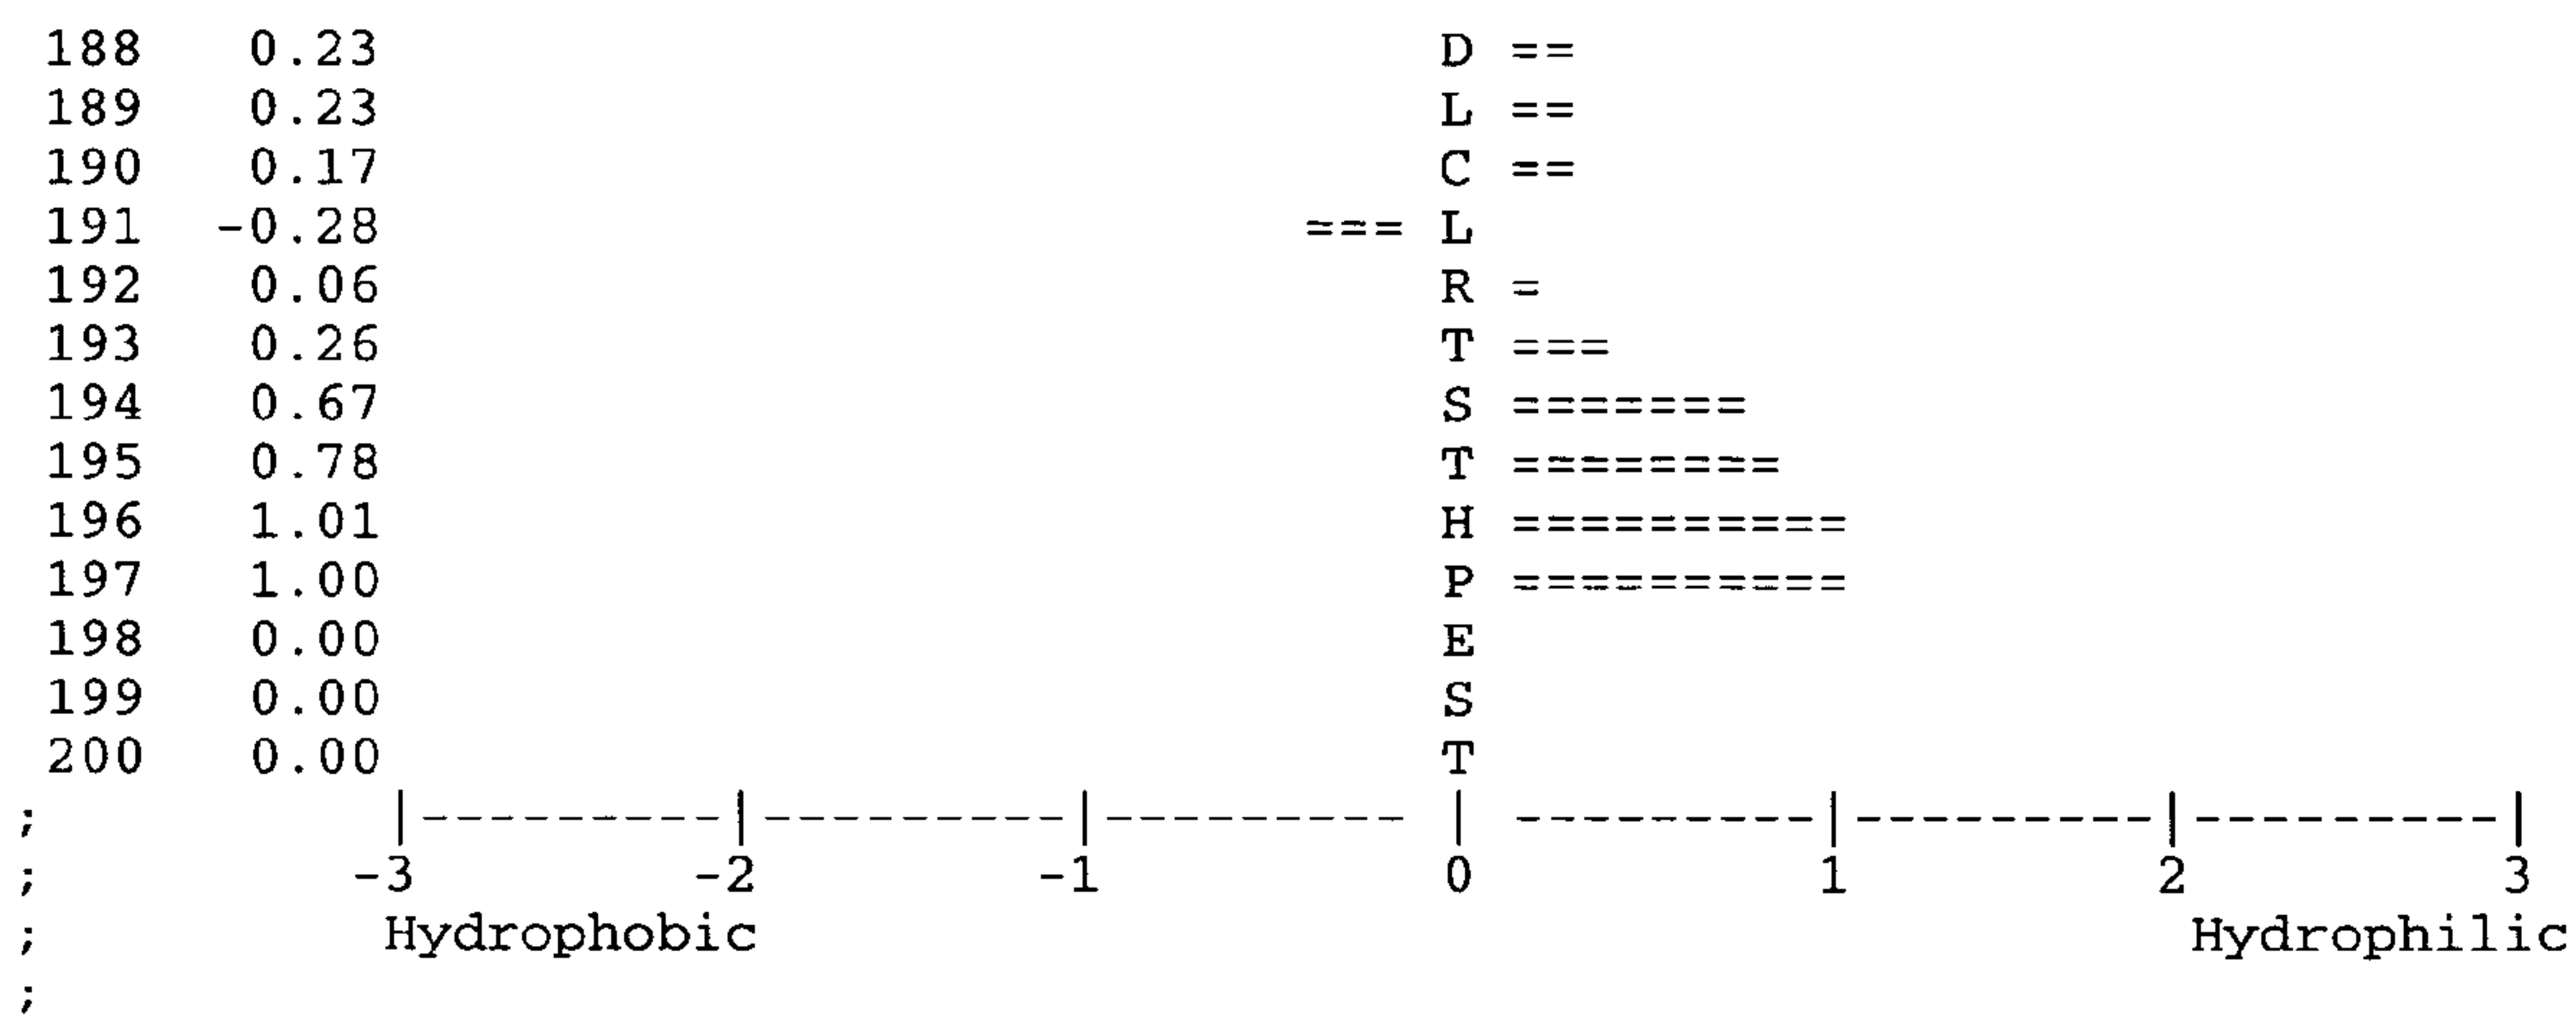 188   0.23                                D ==
189   0.23                                L ==
190   0.17                                C ==
191  -0.28                            === L
192   0.06                                R =
193   0.26                                T ===
194   0.67                                S =======
195   0.78                                T ========
196   1.01                                H ==========
197   1.00                                P ==========
198   0.00                                E
199   0.00                                S
200   0.00                                T
;          |---------|---------|--------- | ---------|---------|---------|
;         -3        -2        -1          0          1         2         3
;          Hydrophobic                                          Hydrophilic
;